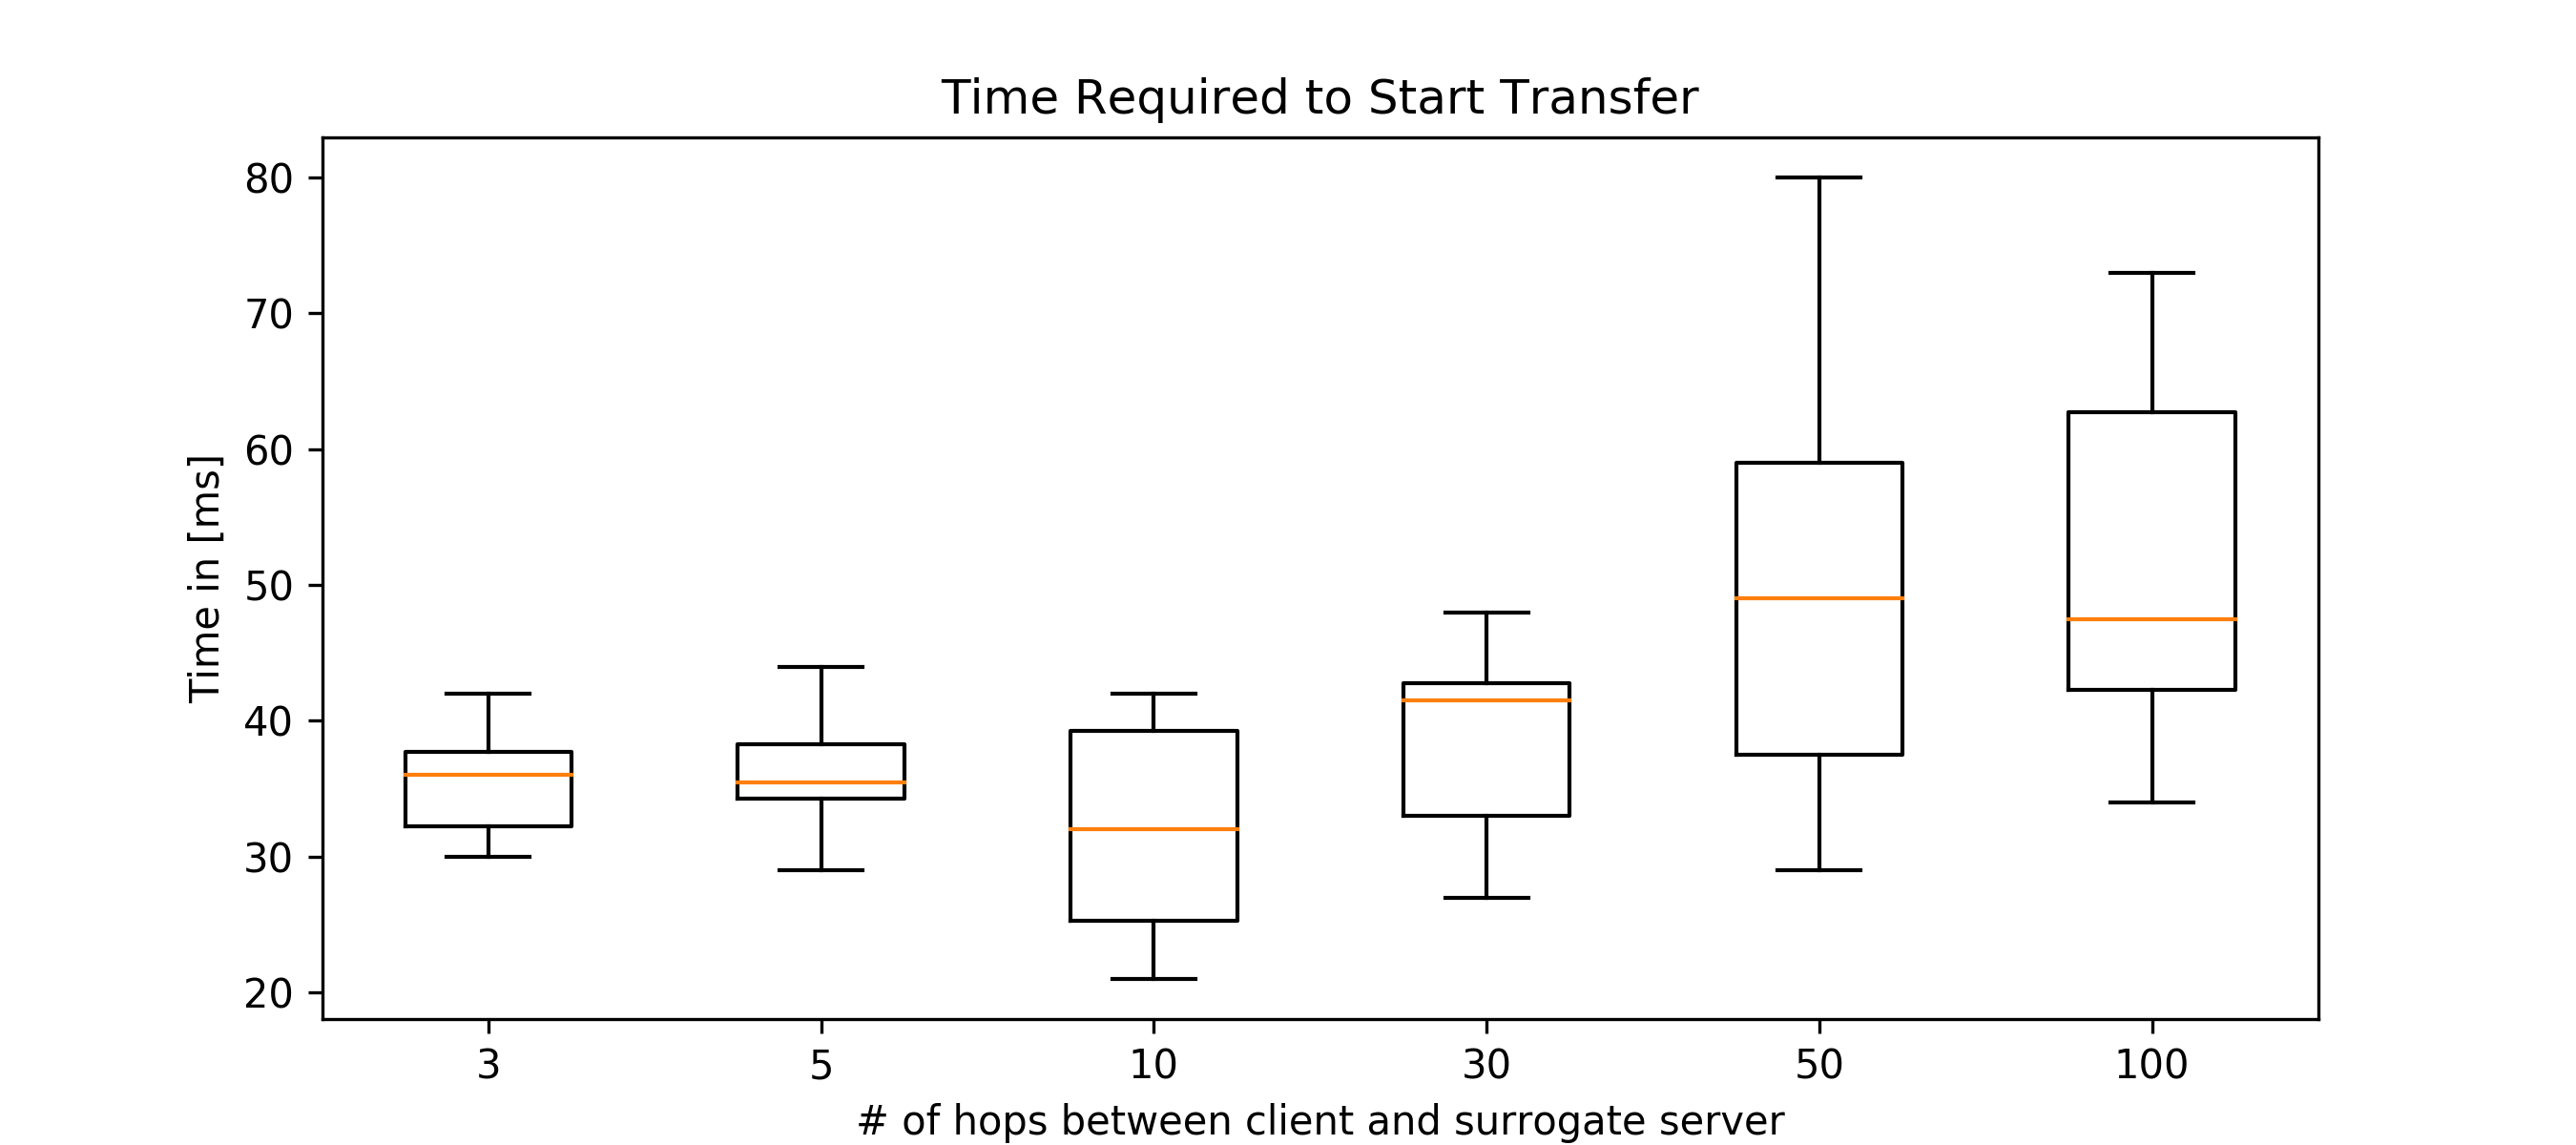 Time Required to Start Transfer
Time in [ms]
80
70
60
50
40
30
20
3 5 10 30 50 100
# of hops between client and surrogate server